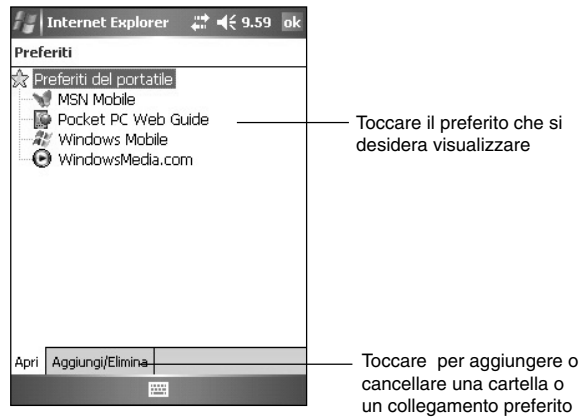 Internet Explorer 9.59 ok
Preferiti
Preferiti del portatile
MSN Mobile
Pocket PC Web Guide
Windows Mobile
WindowsMedia.com
Toccare il preferito che si
desidera visualizzare
Apri Aggiungi/Elimina
Toccare per aggiungere o
cancellare una cartella o
un collegamento preferito